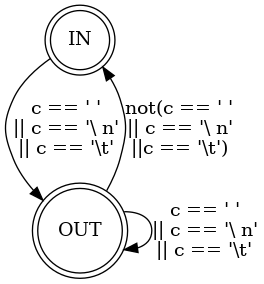 IN
c == ' '
|| c == '\ n'
|| c == '\t'
not(c == ' '
|| c == '\ n'
||c == '\t')
OUT
c == ' '
|| c == '\ n'
|| c == '\t'